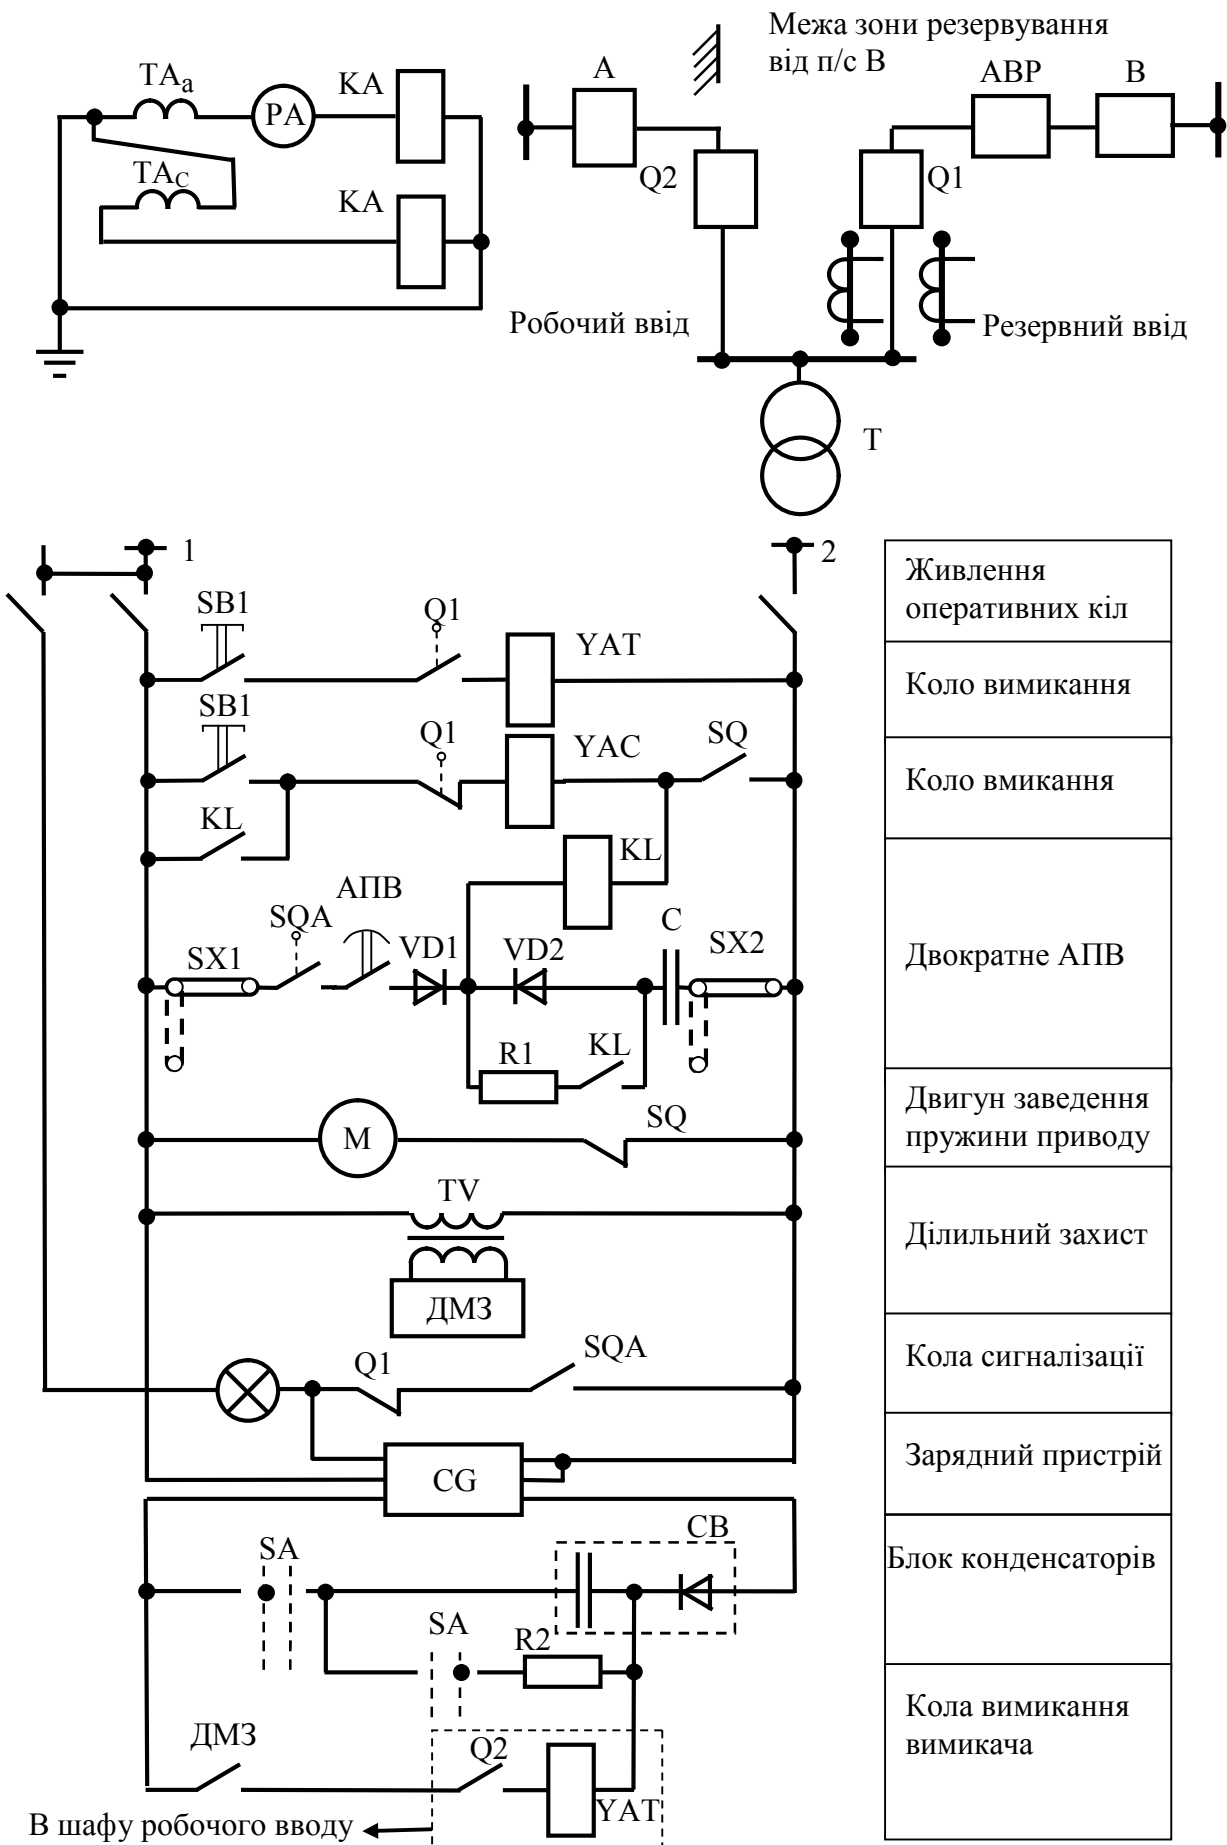 Межа зони резервування
від п/с В
TAa
KA
PA
A
АВР
B
TAC
KA
Q2
Q1
Робочий ввід
Резервний ввід
T
1
2
Живлення
оперативних кіл
SB1
Q1
YAT
Коло вимикання
SB1
Q1
YAC
SQ
Коло вмикання
KL
KL
АПВ
SQA
C
SX1
VD1
VD2
SX2
Двократне АПВ
R1
KL
M
SQ
Двигун заведення
пружини приводу
TV
Ділильний захист
ДМЗ
Q1
SQA
Кола сигналізації
CG
Зарядний пристрій
SA
CB
Блок конденсаторів
SA
R2
Кола вимикання
вимикача
ДМЗ
Q2
YAT
В шафу робочого вводу